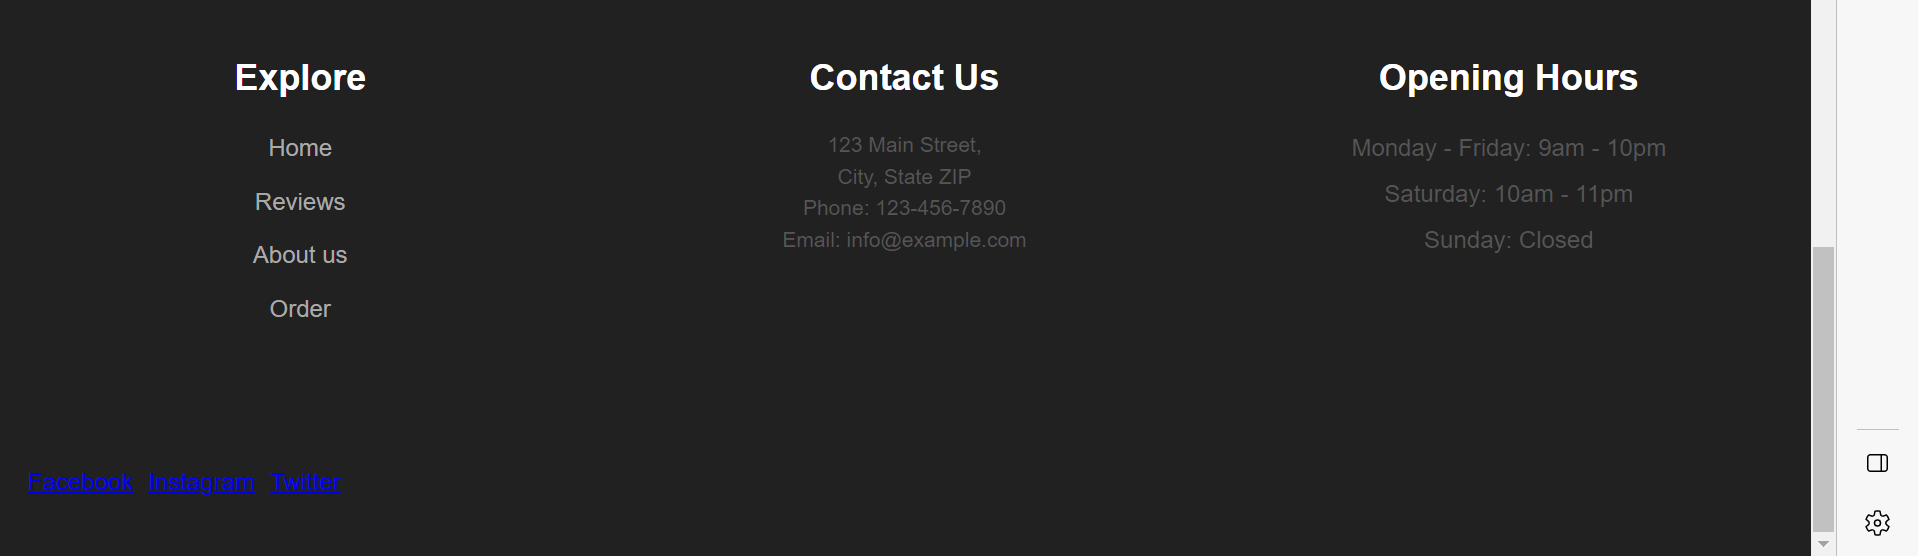 Explore
Home
Reviews
About us
Order
Contact Us
123 Main Street,
City, State ZIP
Phone: 123-456-7890
Email: info@example.com
Opening Hours
Monday - Friday: 9am - 10pm
Saturday: 10am - 11pm
Sunday: Closed
Facebook Instagram Twitter